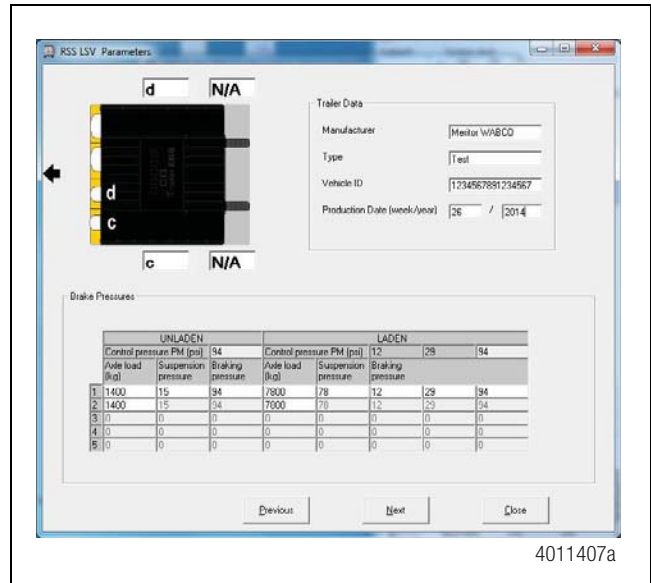 RSS LSV Parameters
d N/A
d
c
c N/A
Trailer Data
Manufacturer Meritor WABCO
Type Test
Vehicle ID 1234567891234567
Production Date (week/year) 26 / 2014
Brake Pressures
UNLADEN LADEN
Control pressure PM (psi) 94 Control pressure PM (psi) 12 29 94
Axle load (kg) Suspension pressure Braking pressure Axle load (kg) Suspension pressure Braking pressure
1 1400 15 94 7800 78 12 29 94
2 1400 15 94 7800 78 12 29 94
3 0 0 0 0 0 0 0 0
4 0 0 0 0 0 0 0 0
5 0 0 0 0 0 0 0 0
Previous Next Close
4011407a